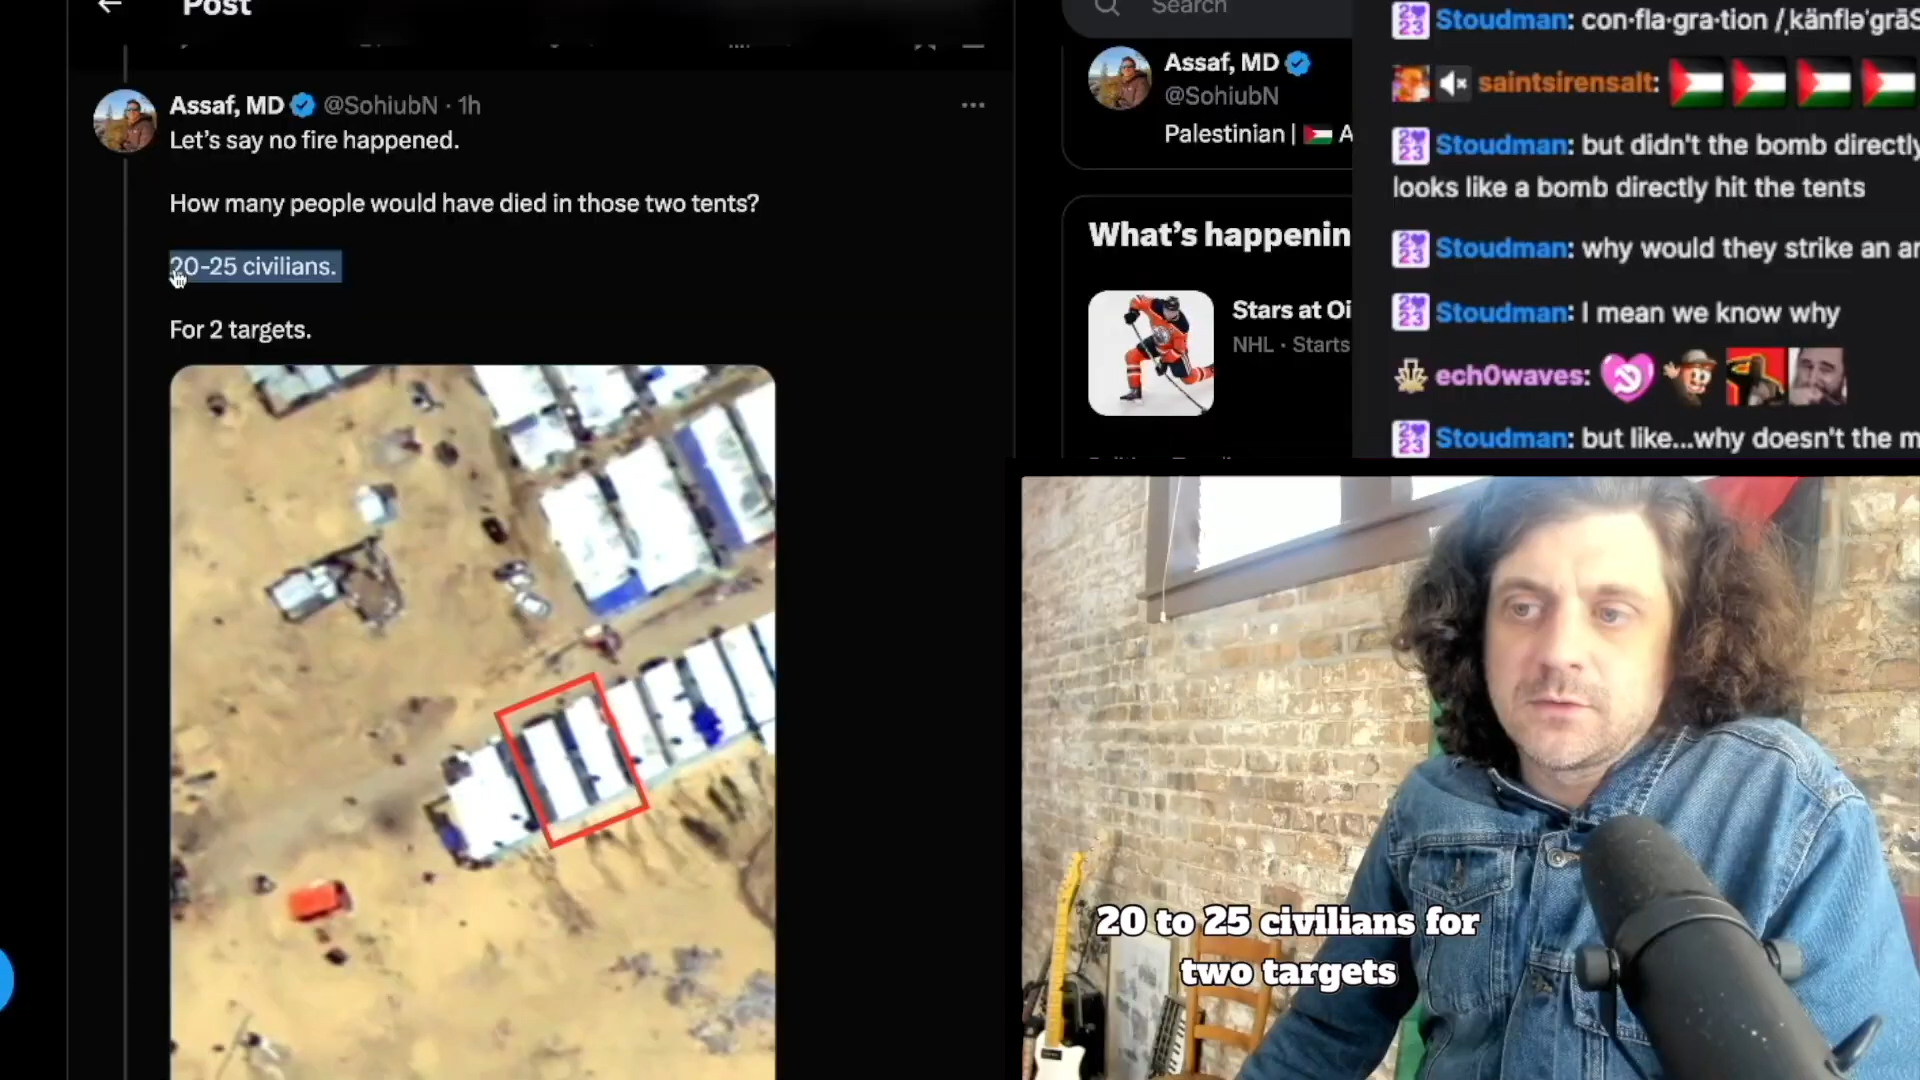 Post
Assaf, MD @SohiubN · 1h
Let's say no fire happened.
How many people would have died in those two tents?
20-25 civilians.
For 2 targets.
Search
Assaf, MD
@SohiubN
Palestinian | A
What's happenin
Stars at Oi
NHL · Starts
Stoudman: con·fla·gra·tion /ˌkänfləˈgrāS
saintsirensalt:
Stoudman: but didn't the bomb directly
looks like a bomb directly hit the tents
Stoudman: why would they strike an ar
Stoudman: I mean we know why
ech0waves:
Stoudman: but like...why doesn't the m
20 to 25 civilians for
two targets